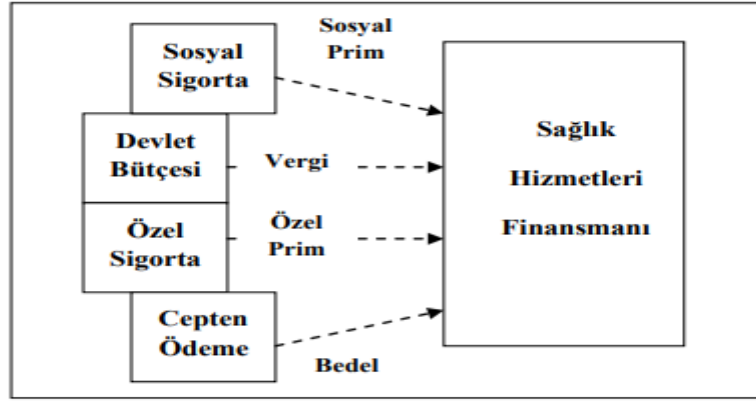 Sosyal
Sigorta
Sosyal
Prim
Devlet
Bütçesi
Vergi
Özel
Sigorta
Özel
Prim
Cepten
Ödeme
Bedel
Sağlık
Hizmetleri
Finansmanı